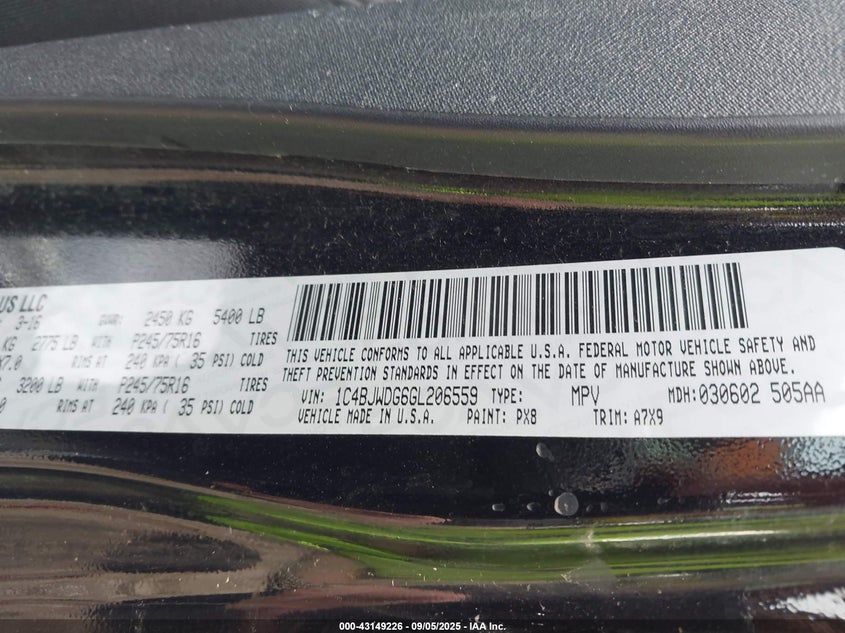 US LLC
3-16 GVWR: 2450 KG 5400 LB
KG 2775 LB WITH P245/75R16 TIRES
X7.0 RIMS AT 240 KPA ( 35 PSI) COLD
3200 LB WITH P245/75R16 TIRES
0 RIMS AT 240 KPA ( 35 PSI) COLD
THIS VEHICLE CONFORMS TO ALL APPLICABLE U.S.A. FEDERAL MOTOR VEHICLE SAFETY AND
THEFT PREVENTION STANDARDS IN EFFECT ON THE DATE OF MANUFACTURE SHOWN ABOVE.
VIN: 1C4BJWDG6GL206559 TYPE: MPV MDH:030602 505AA
VEHICLE MADE IN U.S.A. PAINT: PX8 TRIM: A7X9
000-43149226 - 09/05/2025 - IAA Inc.